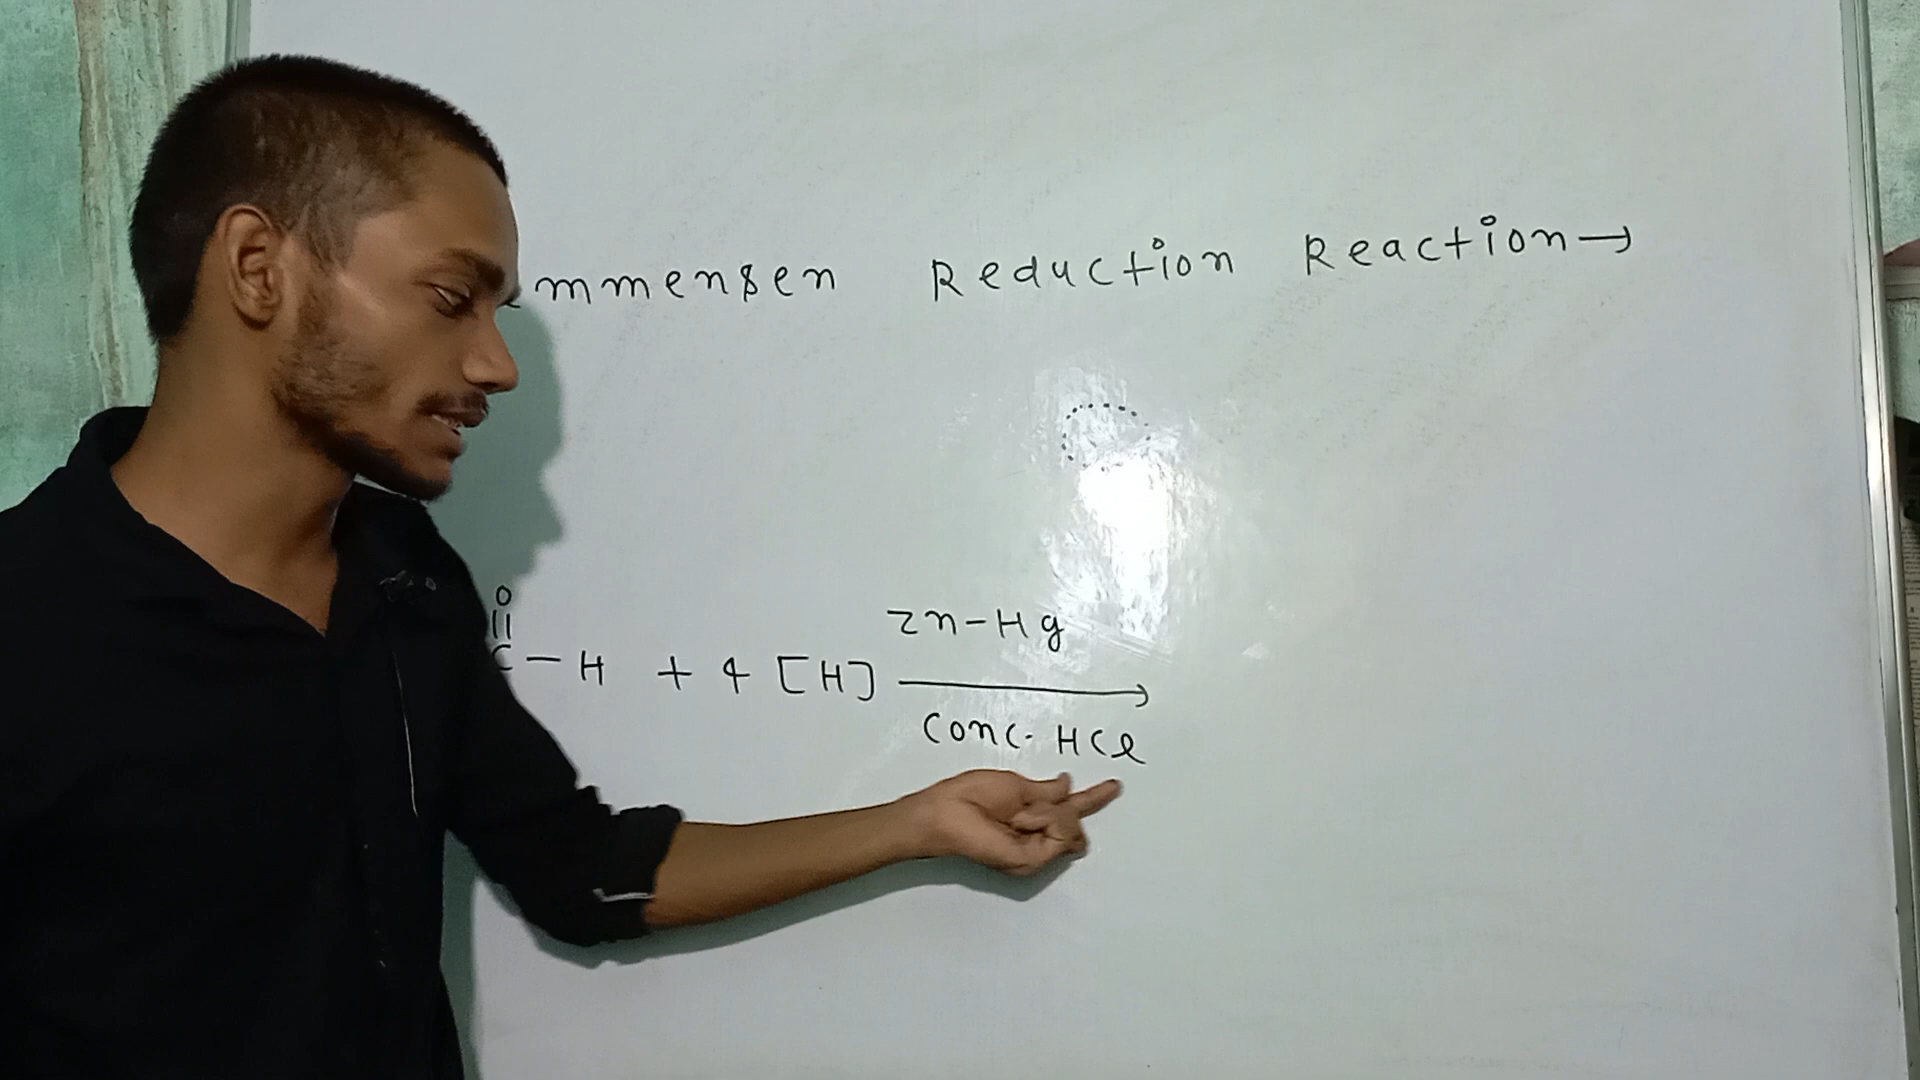 mmensen Reduction Reaction→
O
||
C-H + 4 [H] →
Zn-Hg
Conc. HCl